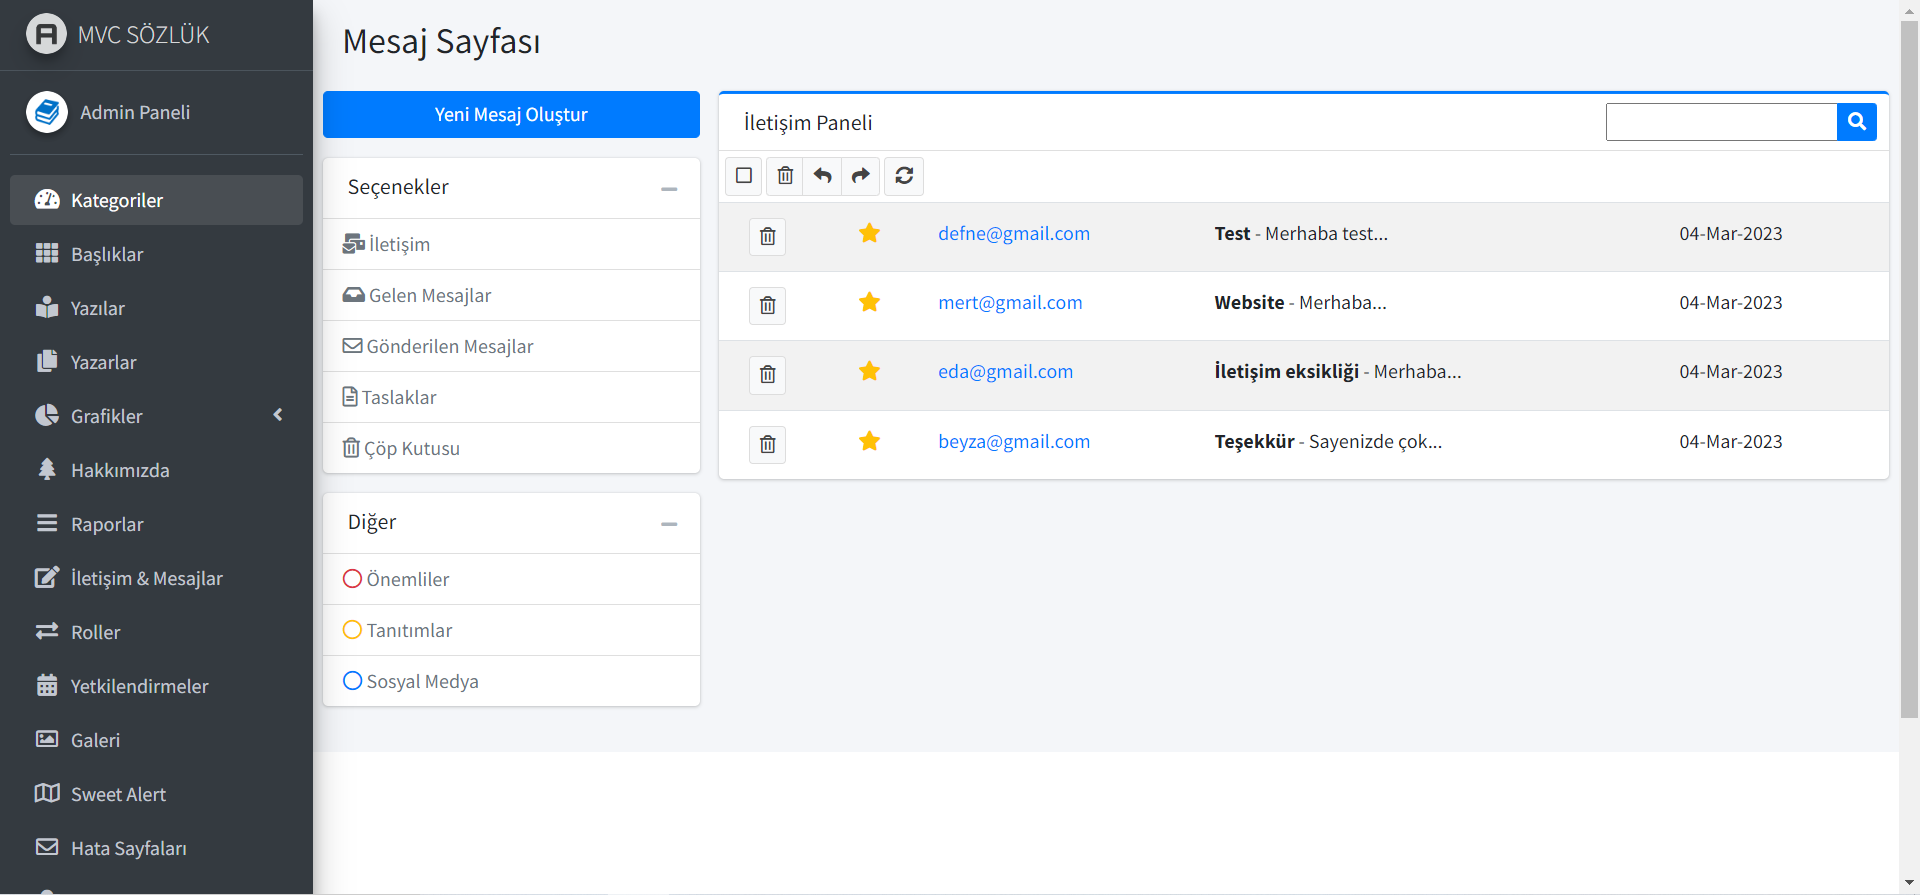 MVC SÖZLÜK
Admin Paneli
Kategoriler
Başlıklar
Yazılar
Yazarlar
Grafikler
Hakkımızda
Raporlar
İletişim & Mesajlar
Roller
Yetkilendirmeler
Galeri
Sweet Alert
Hata Sayfaları
Mesaj Sayfası
Yeni Mesaj Oluştur
Seçenekler
İletişim
Gelen Mesajlar
Gönderilen Mesajlar
Taslaklar
Çöp Kutusu
Diğer
Önemliler
Tanıtımlar
Sosyal Medya
İletişim Paneli
defne@gmail.com Test - Merhaba test... 04-Mar-2023
mert@gmail.com Website - Merhaba... 04-Mar-2023
eda@gmail.com İletişim eksikliği - Merhaba... 04-Mar-2023
beyza@gmail.com Teşekkür - Sayenizde çok... 04-Mar-2023